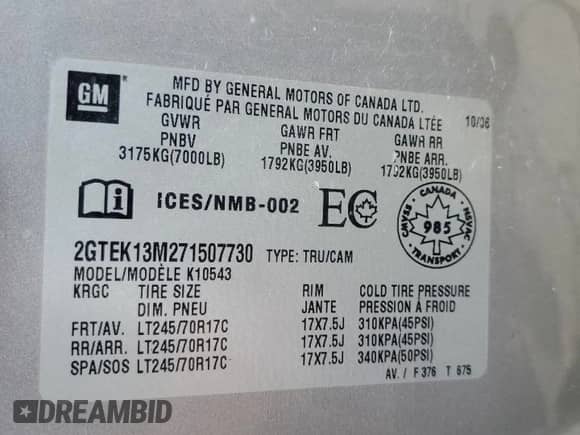 GM
MFD BY GENERAL MOTORS OF CANADA LTD.
FABRIQUÉ PAR GENERAL MOTORS DU CANADA LTÉE
10/06
GVWR GAWR FRT GAWR RR
PNBV PNBE AV. PNBE ARR.
3175KG(7000LB) 1792KG(3950LB) 1792KG(3950LB)
ICES/NMB-002 EC
CANADA
CMVSS NSVAC
985
TRANSPORT
2GTEK13M271507730 TYPE: TRU/CAM
MODEL/MODÈLE K10543
KRGC TIRE SIZE RIM COLD TIRE PRESSURE
DIM. PNEU JANTE PRESSION À FROID
FRT/AV. LT245/70R17C 17X7.5J 310KPA(45PSI)
RR/ARR. LT245/70R17C 17X7.5J 310KPA(45PSI)
SPA/SOS LT245/70R17C 17X7.5J 340KPA(50PSI)
AV. / F 376 T 675
DREAMBID